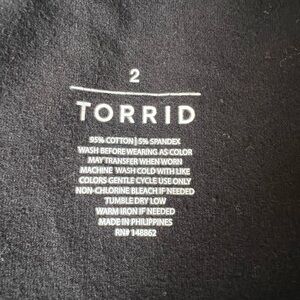 2
TORRID
95% COTTON | 5% SPANDEX
WASH BEFORE WEARING AS COLOR
MAY TRANSFER WHEN WORN
MACHINE WASH COLD WITH LIKE
COLORS GENTLE CYCLE USE ONLY
NON-CHLORINE BLEACH IF NEEDED
TUMBLE DRY LOW
WARM IRON IF NEEDED
MADE IN PHILIPPINES
RN# 148862